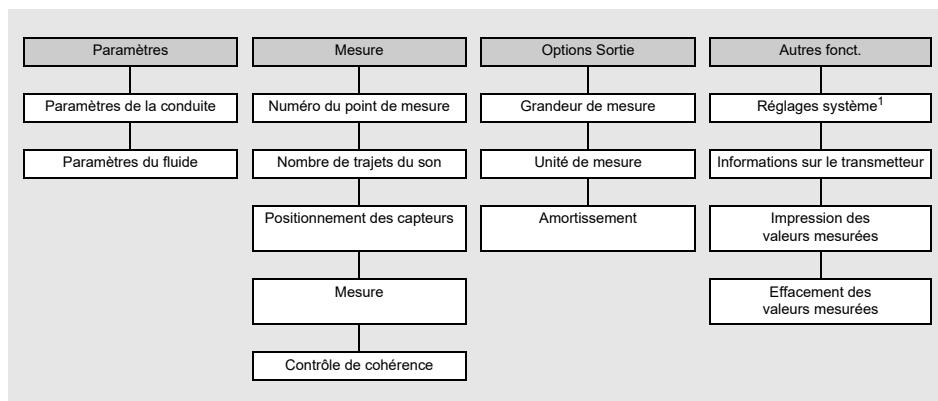 Paramètres
Paramètres de la conduite
Paramètres du fluide
Mesure
Numéro du point de mesure
Nombre de trajets du son
Positionnement des capteurs
Mesure
Contrôle de cohérence
Options Sortie
Grandeur de mesure
Unité de mesure
Amortissement
Autres fonct.
Réglages système¹
Informations sur le transmetteur
Impression des
valeurs mesurées
Effacement des
valeurs mesurées